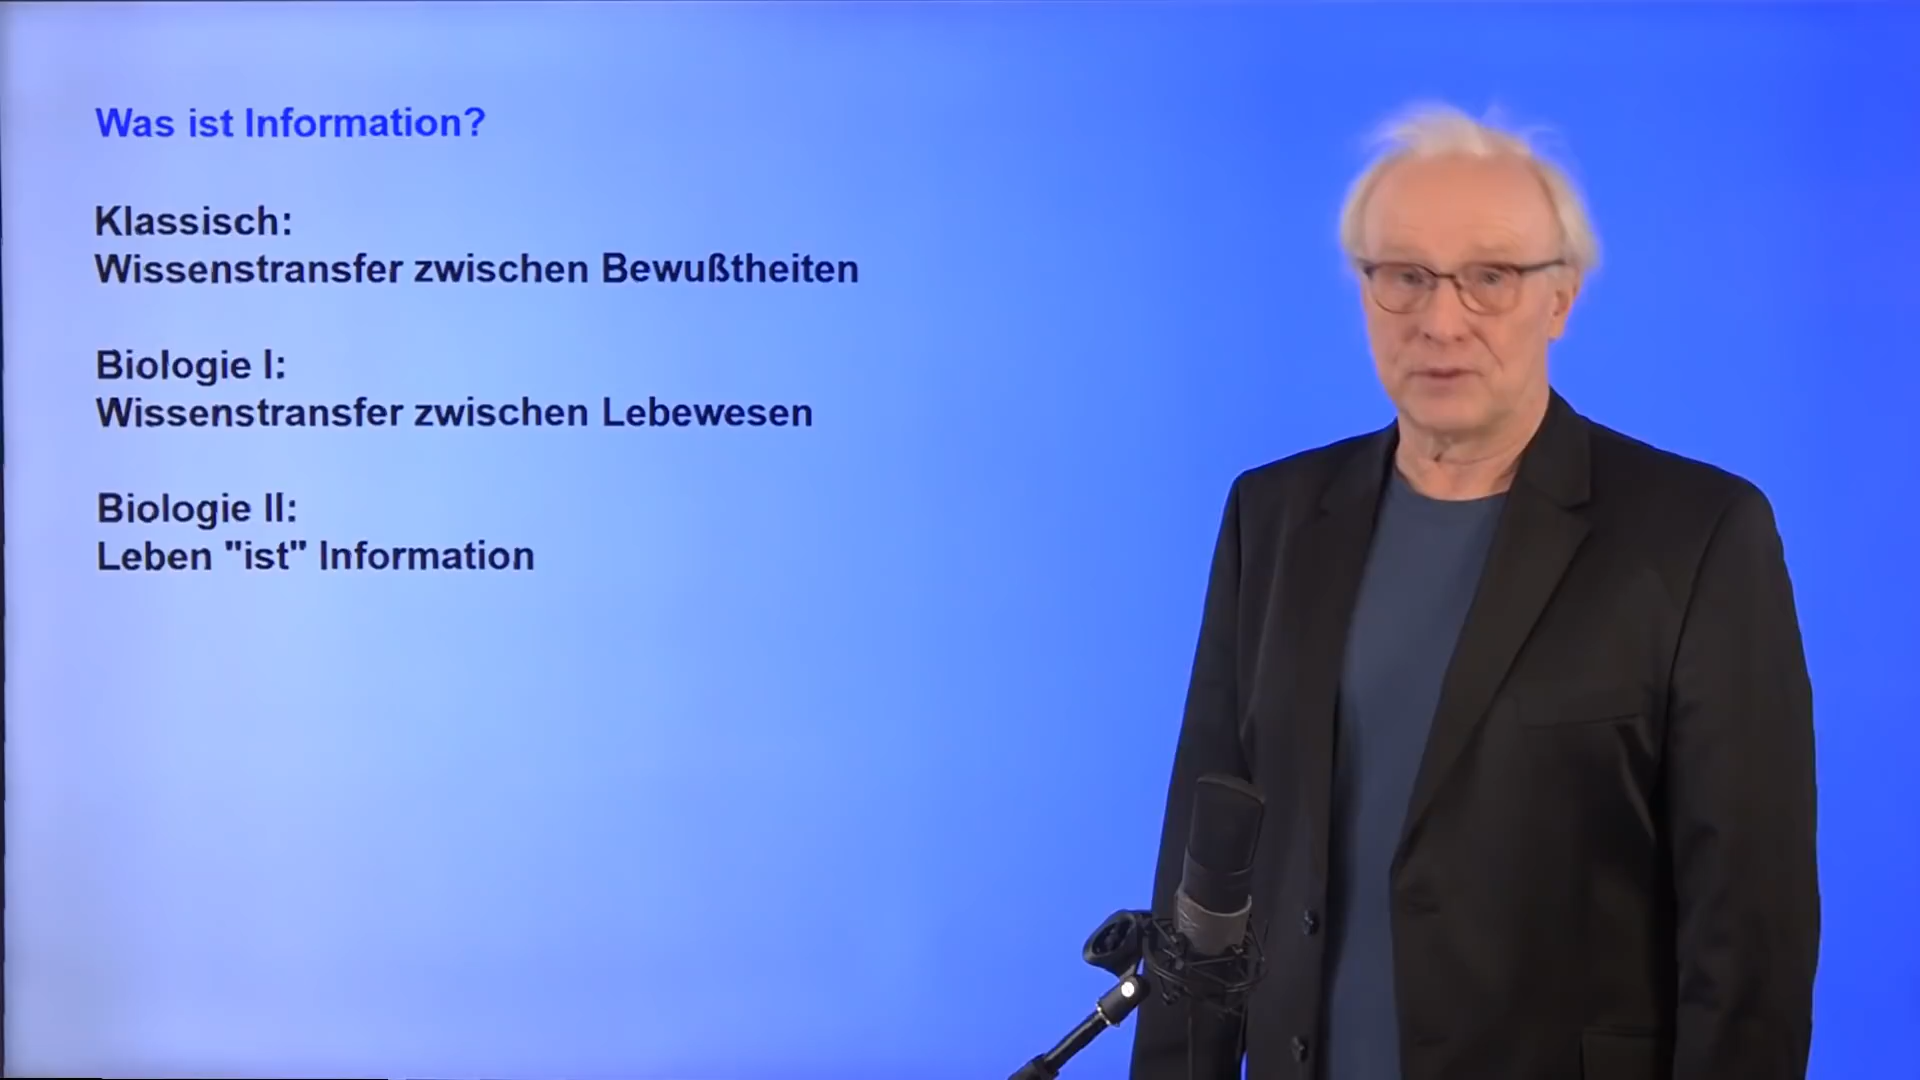 Was ist Information?
Klassisch:
Wissenstransfer zwischen Bewußtheiten
Biologie I:
Wissenstransfer zwischen Lebewesen
Biologie II:
Leben "ist" Information